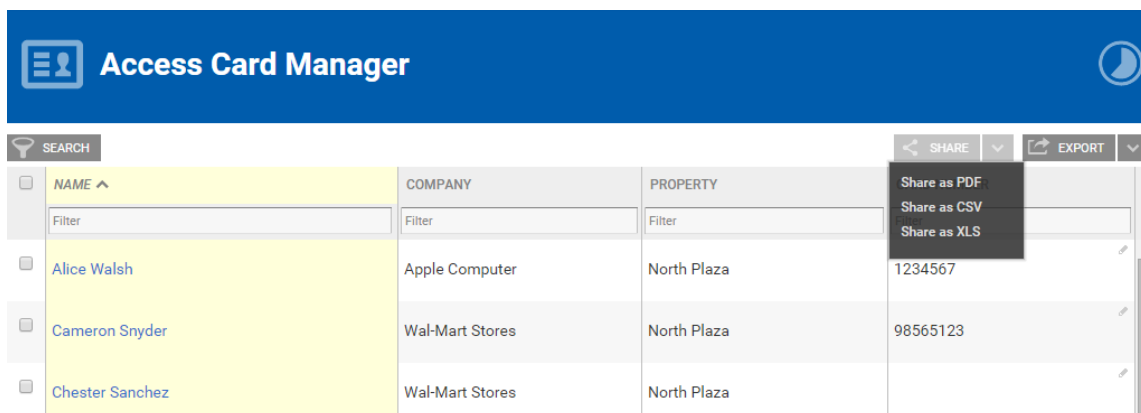 Access Card Manager
SEARCH
SHARE
EXPORT
NAME
COMPANY
PROPERTY
Share as PDF
Share as CSV
Share as XLS
Filter
Filter
Filter
Alice Walsh
Apple Computer
North Plaza
1234567
Cameron Snyder
Wal-Mart Stores
North Plaza
98565123
Chester Sanchez
Wal-Mart Stores
North Plaza